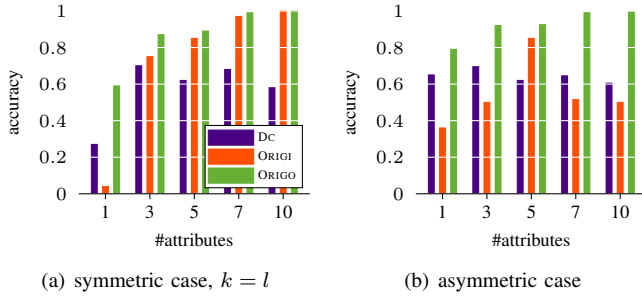 1
0.8
0.6
0.4
0.2
0
accuracy
1 3 5 7 10
#attributes
DC
ORIGI
ORIGO
(a) symmetric case, k = l
1
0.8
0.6
0.4
0.2
0
accuracy
1 3 5 7 10
#attributes
(b) asymmetric case